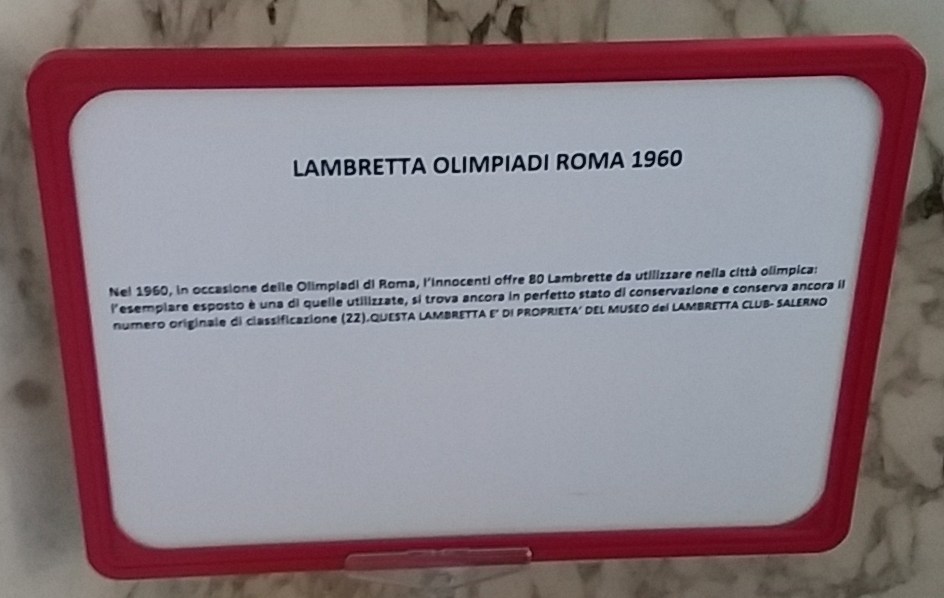 LAMBRETTA OLIMPIADI ROMA 1960
Nel 1960, in occasione delle Olimpiadi di Roma, l'Innocenti offre 80 Lambrette da utilizzare nella città olimpica:
l'esemplare esposto è una di quelle utilizzate, si trova ancora in perfetto stato di conservazione e conserva ancora il
numero originale di classificazione (22).QUESTA LAMBRETTA E' DI PROPRIETA' DEL MUSEO del LAMBRETTA CLUB- SALERNO